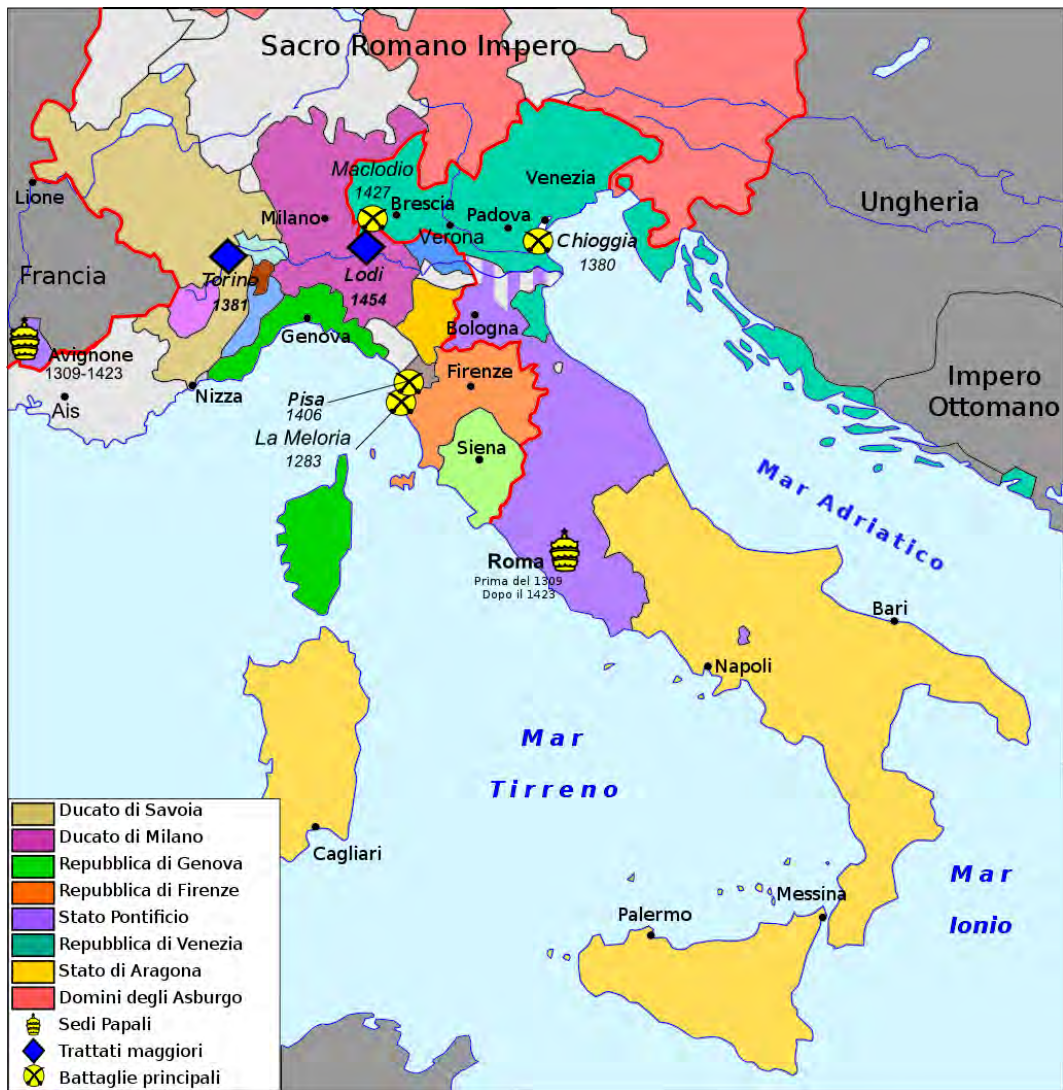 Sacro Romano Impero
Maclodio
1427
Lione
Milano
Brescia
Padova
Venezia
Verona
Chioggia
1380
Ungheria
Francia
Torino
1381
Lodi
1454
Genova
Bologna
Avignone
1309-1423
Ais
Nizza
Firenze
Pisa
1406
La Meloria
1283
Siena
Impero
Ottomano
Mar Adriatico
Roma
Prima del 1309
Dopo il 1423
Bari
Napoli
Mar
Tirreno
Cagliari
Messina
Palermo
Mar
Ionio
Ducato di Savoia
Ducato di Milano
Repubblica di Genova
Repubblica di Firenze
Stato Pontificio
Repubblica di Venezia
Stato di Aragona
Domini degli Asburgo
Sedi Papali
Trattati maggiori
Battaglie principali